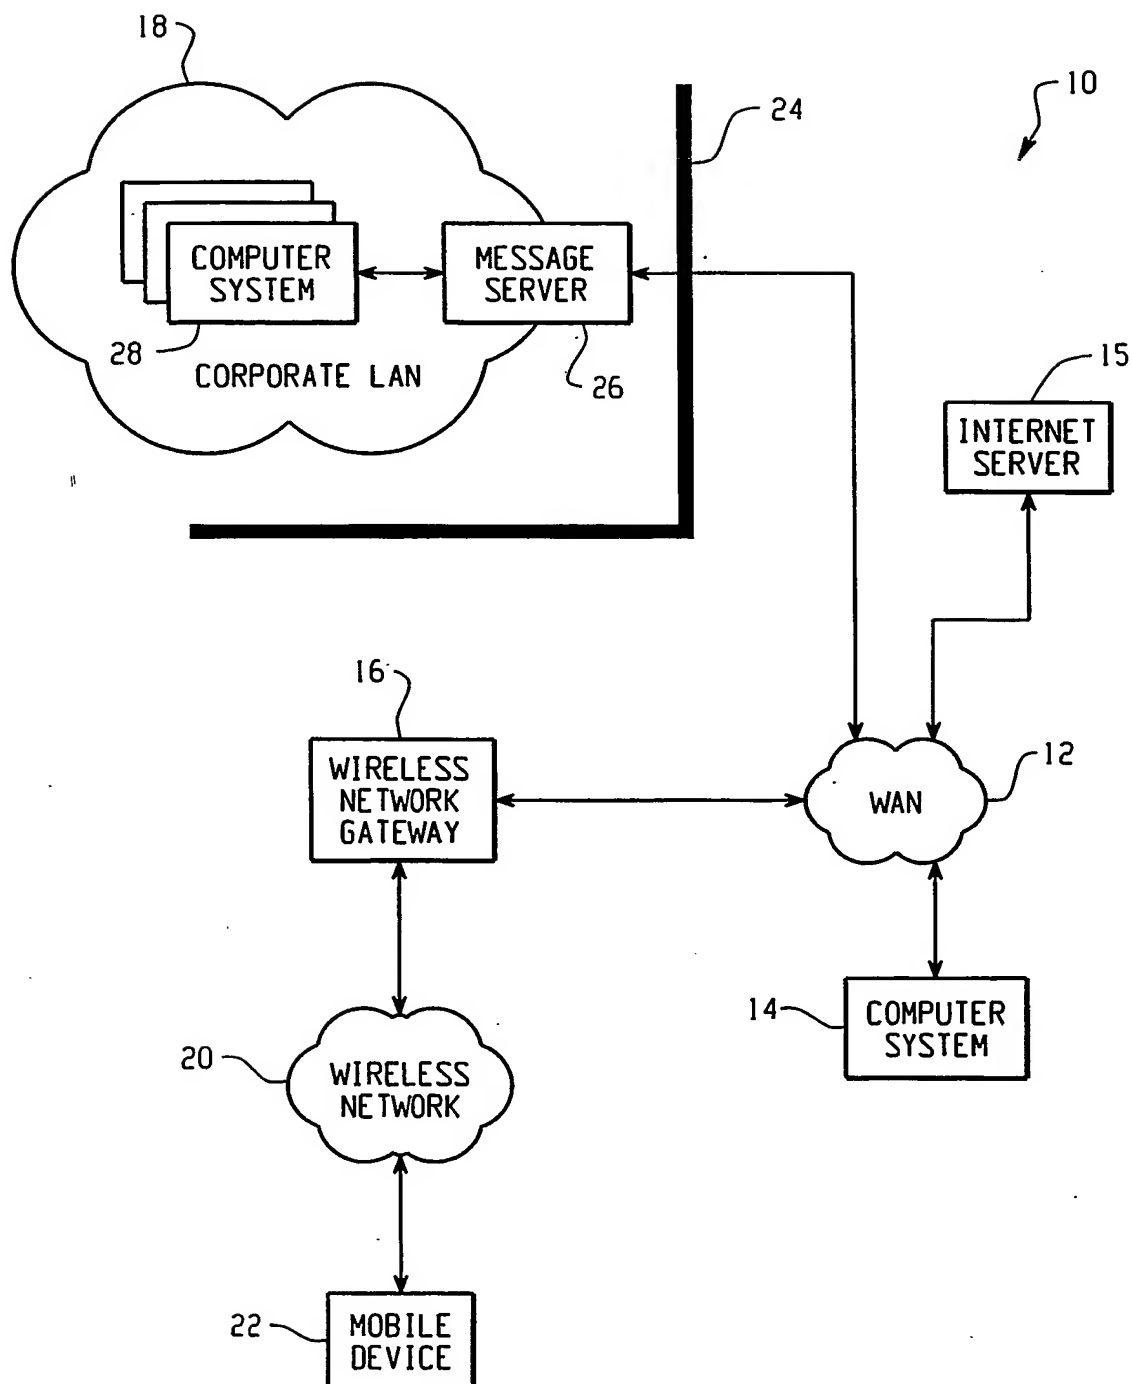 18
10
24
COMPUTER
SYSTEM
MESSAGE
SERVER
28
CORPORATE LAN
26
15
INTERNET
SERVER
16
WIRELESS
NETWORK
GATEWAY
WAN
12
14
COMPUTER
SYSTEM
20
WIRELESS
NETWORK
22
MOBILE
DEVICE